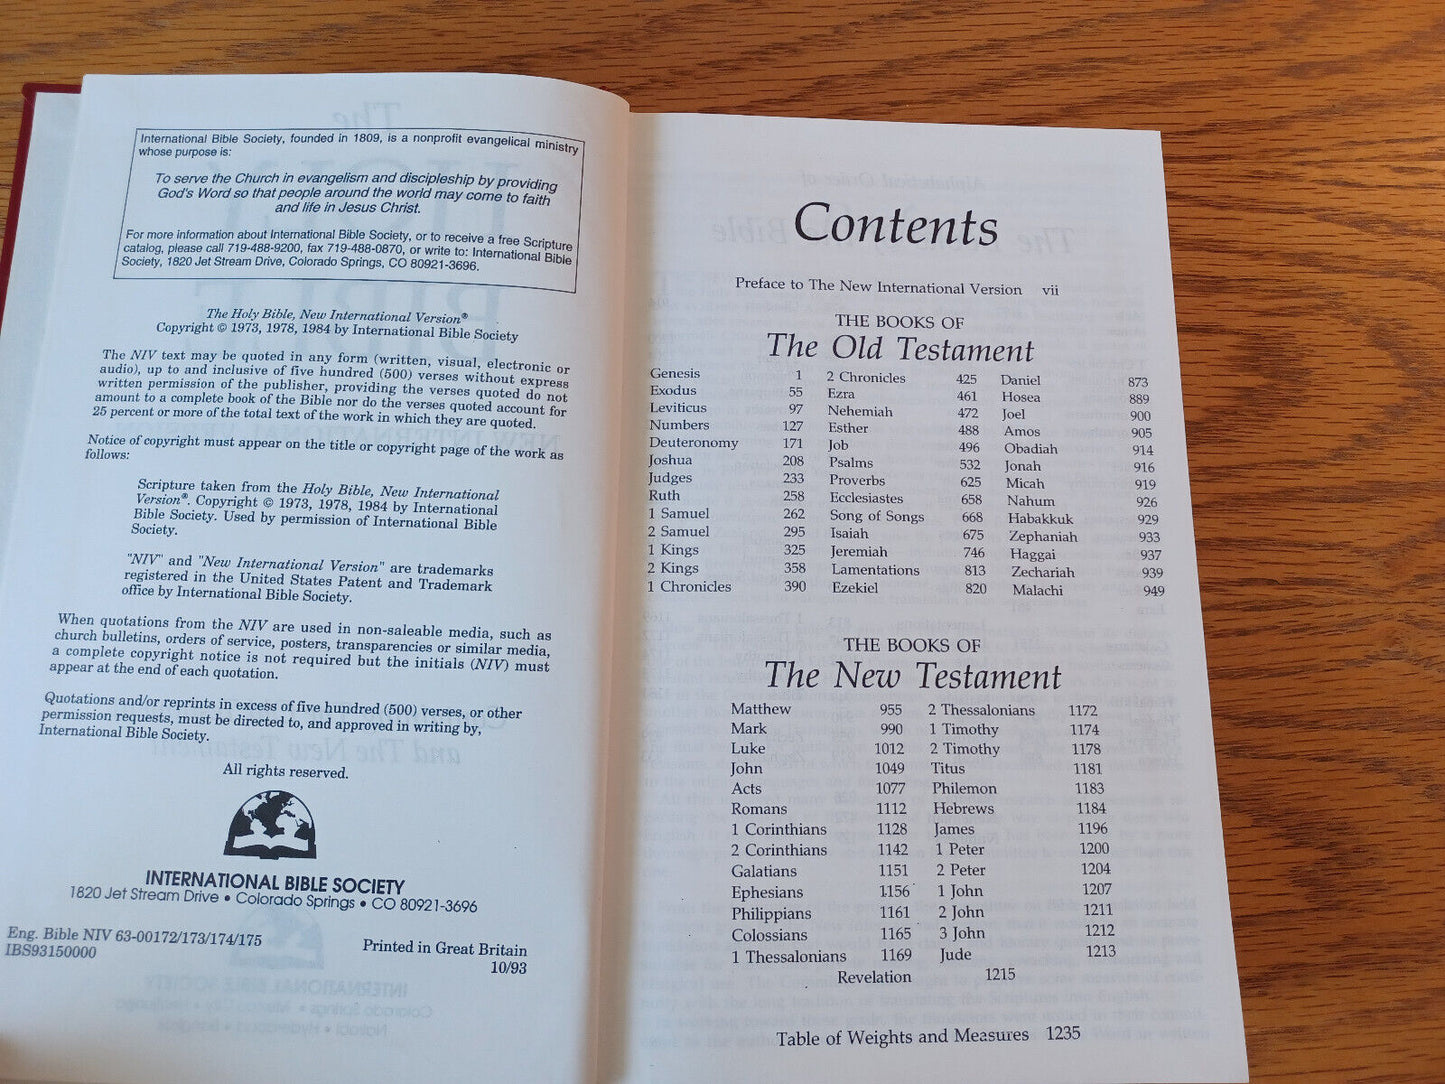 International Bible Society, founded in 1809, is a nonprofit evangelical ministry
whose purpose is:
To serve the Church in evangelism and discipleship by providing
God's Word so that people around the world may come to faith
and life in Jesus Christ.
For more information about International Bible Society, or to receive a free Scripture
catalog, please call 719-488-9200, fax 719-488-0870, or write to: International Bible
Society, 1820 Jet Stream Drive, Colorado Springs, CO 80921-3696.
The Holy Bible, New International Version®
Copyright © 1973, 1978, 1984 by International Bible Society
The NIV text may be quoted in any form (written, visual, electronic or
audio), up to and inclusive of five hundred (500) verses without express
written permission of the publisher, providing the verses quoted do not
amount to a complete book of the Bible nor do the verses quoted account for
25 percent or more of the total text of the work in which they are quoted.
Notice of copyright must appear on the title or copyright page of the work as
follows:
Scripture taken from the Holy Bible, New International
Version®. Copyright © 1973, 1978, 1984 by International
Bible Society. Used by permission of International Bible
Society.
"NIV" and "New International Version" are trademarks
registered in the United States Patent and Trademark
office by International Bible Society.
When quotations from the NIV are used in non-saleable media, such as
church bulletins, orders of service, posters, transparencies or similar media,
a complete copyright notice is not required but the initials (NIV) must
appear at the end of each quotation.
Quotations and/or reprints in excess of five hundred (500) verses, or other
permission requests, must be directed to, and approved in writing by,
International Bible Society.
All rights reserved.
INTERNATIONAL BIBLE SOCIETY
1820 Jet Stream Drive • Colorado Springs • CO 80921-3696
Eng. Bible NIV 63-00172/173/174/175
IBS93150000
Printed in Great Britain
10/93
Contents
Preface to The New International Version vii
THE BOOKS OF
The Old Testament
Genesis 1
Exodus 55
Leviticus 97
Numbers 127
Deuteronomy 171
Joshua 208
Judges 233
Ruth 258
1 Samuel 262
2 Samuel 295
1 Kings 325
2 Kings 358
1 Chronicles 390
2 Chronicles 425
Ezra 461
Nehemiah 472
Esther 488
Job 496
Psalms 532
Proverbs 625
Ecclesiastes 658
Song of Songs 668
Isaiah 675
Jeremiah 746
Lamentations 813
Ezekiel 820
Daniel 873
Hosea 889
Joel 900
Amos 905
Obadiah 914
Jonah 916
Micah 919
Nahum 926
Habakkuk 929
Zephaniah 933
Haggai 937
Zechariah 939
Malachi 949
THE BOOKS OF
The New Testament
Matthew 955
Mark 990
Luke 1012
John 1049
Acts 1077
Romans 1112
1 Corinthians 1128
2 Corinthians 1142
Galatians 1151
Ephesians 1156
Philippians 1161
Colossians 1165
1 Thessalonians 1169
2 Thessalonians 1172
1 Timothy 1174
2 Timothy 1178
Titus 1181
Philemon 1183
Hebrews 1184
James 1196
1 Peter 1200
2 Peter 1204
1 John 1207
2 John 1211
3 John 1212
Jude 1213
Revelation 1215
Table of Weights and Measures 1235